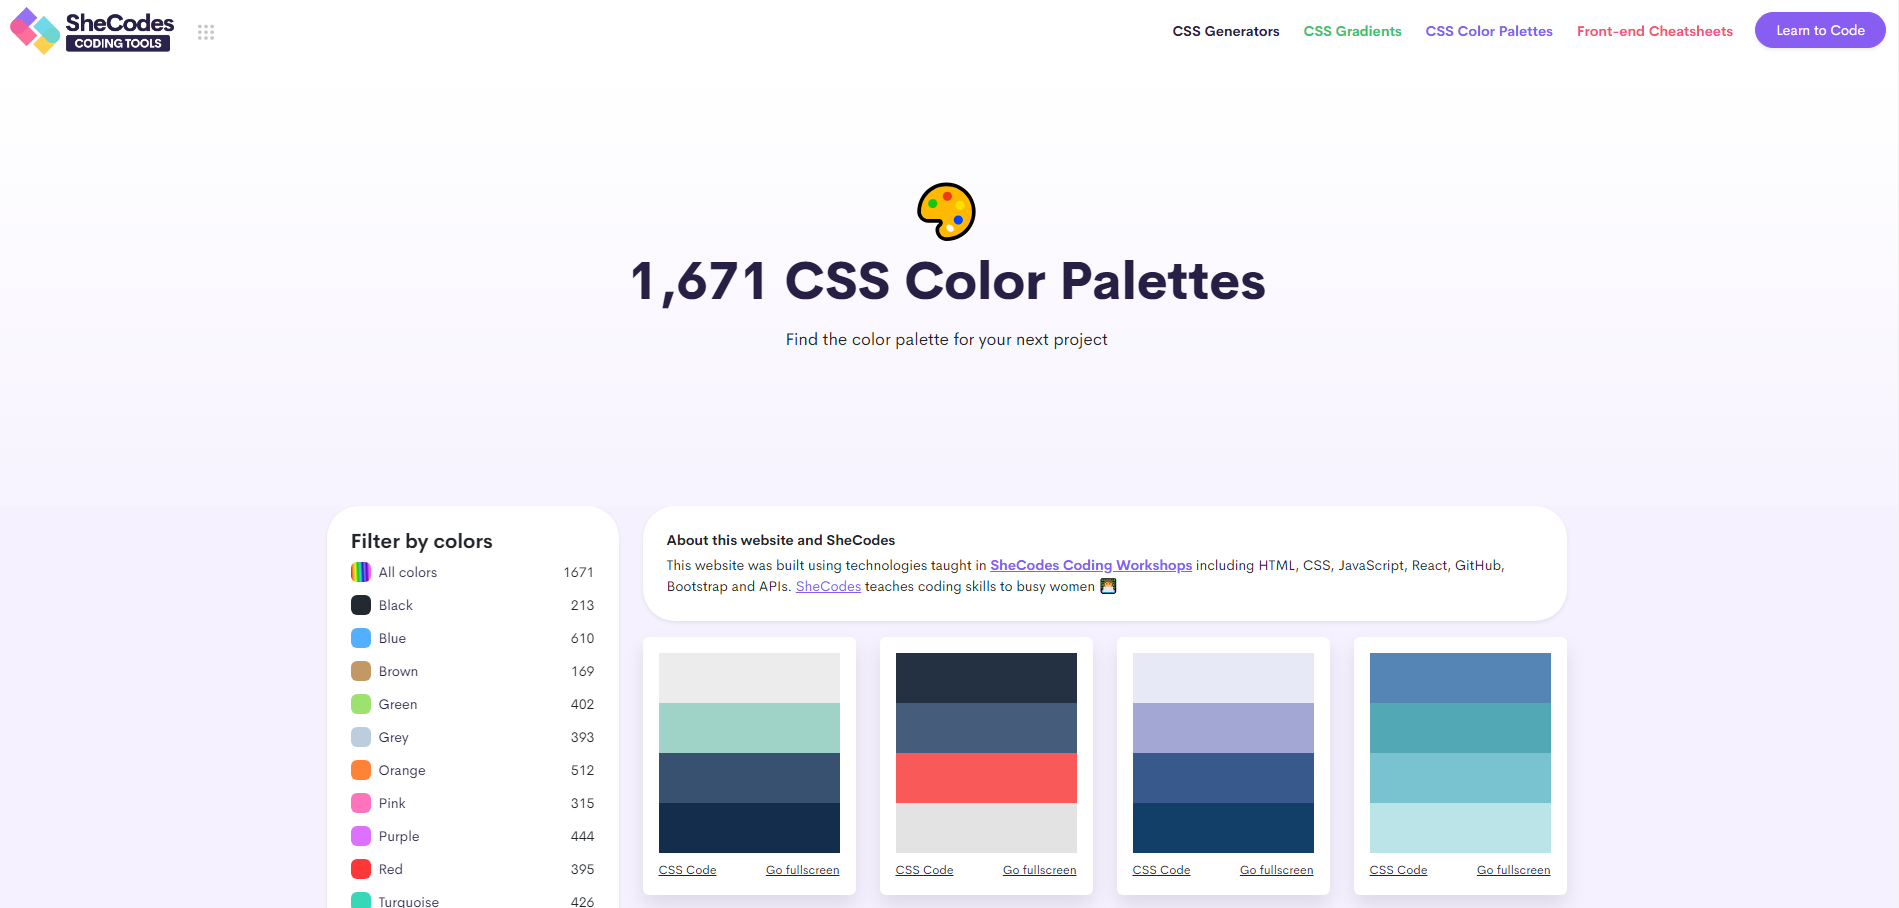 SheCodes
CODING TOOLS
CSS Generators
CSS Gradients
CSS Color Palettes
Front-end Cheatsheets
Learn to Code
1,671 CSS Color Palettes
Find the color palette for your next project
Filter by colors
All colors 1671
Black 213
Blue 610
Brown 169
Green 402
Grey 393
Orange 512
Pink 315
Purple 444
Red 395
Turquoise 426
About this website and SheCodes
This website was built using technologies taught in SheCodes Coding Workshops including HTML, CSS, JavaScript, React, GitHub,
Bootstrap and APIs. SheCodes teaches coding skills to busy women
CSS Code Go fullscreen
CSS Code Go fullscreen
CSS Code Go fullscreen
CSS Code Go fullscreen